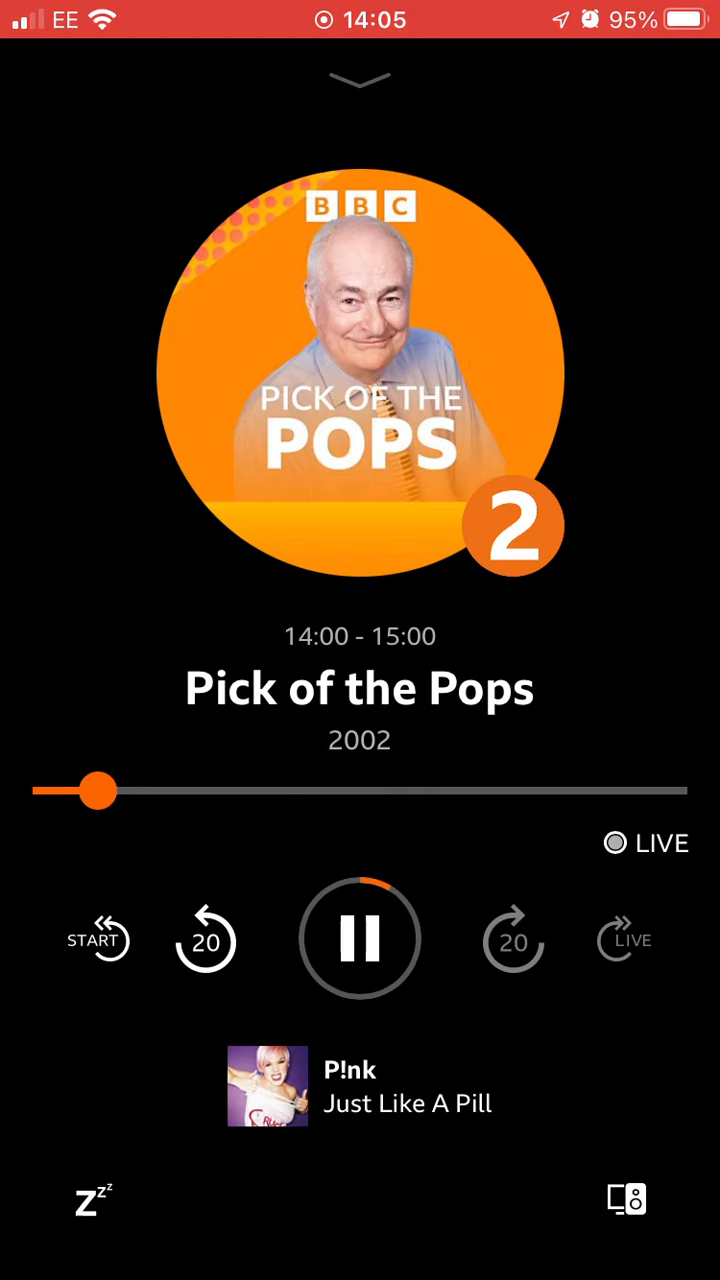 EE 14:05 95%
BBC
PICK OF THE
POPS
2
14:00 - 15:00
Pick of the Pops
2002
LIVE
START 20 20 LIVE
P!nk
Just Like A Pill
Zzz